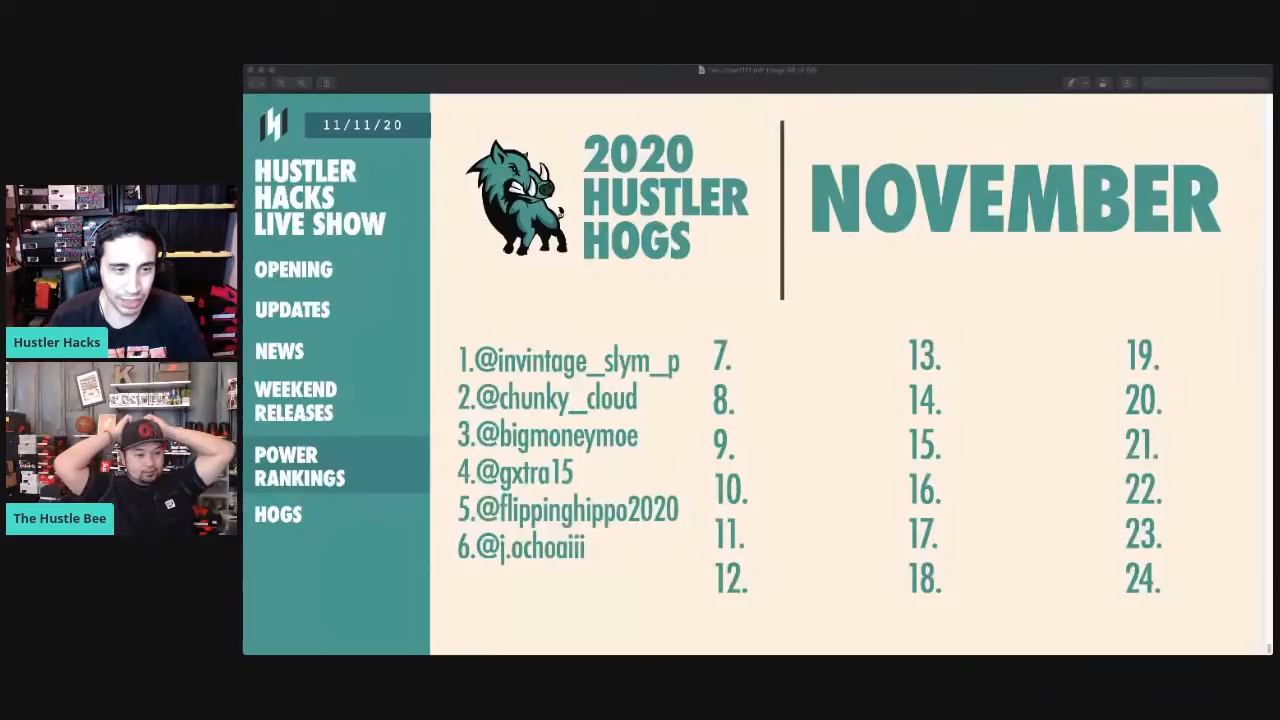 11/11/20
HUSTLER
HACKS
LIVE SHOW
OPENING
UPDATES
NEWS
WEEKEND
RELEASES
POWER
RANKINGS
HOGS
2020
HUSTLER
HOGS
NOVEMBER
1.@invintage_slym_p
2.@chunky_cloud
3.@bigmoneymoe
4.@gxtra15
5.@flippinghippo2020
6.@j.ochoaiii
7.
8.
9.
10.
11.
12.
13.
14.
15.
16.
17.
18.
19.
20.
21.
22.
23.
24.
Hustler Hacks
The Hustle Bee